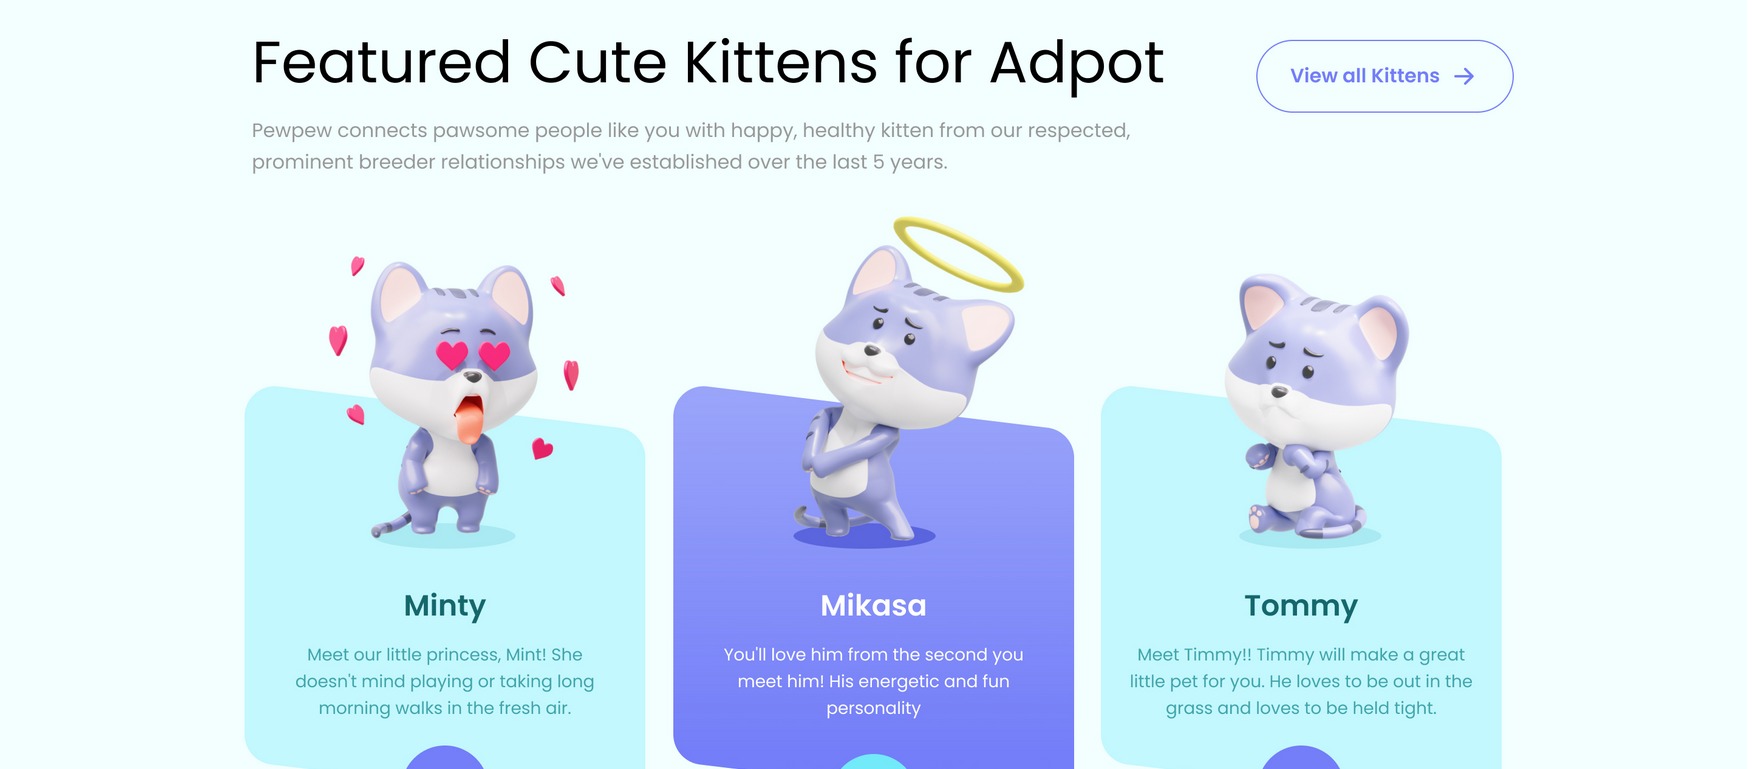 Featured Cute Kittens for Adpot
View all Kittens
Pewpew connects pawsome people like you with happy, healthy kitten from our respected,
prominent breeder relationships we've established over the last 5 years.
Minty
Meet our little princess, Mint! She
doesn't mind playing or taking long
morning walks in the fresh air.
Mikasa
You'll love him from the second you
meet him! His energetic and fun
personality
Tommy
Meet Timmy!! Timmy will make a great
little pet for you. He loves to be out in the
grass and loves to be held tight.